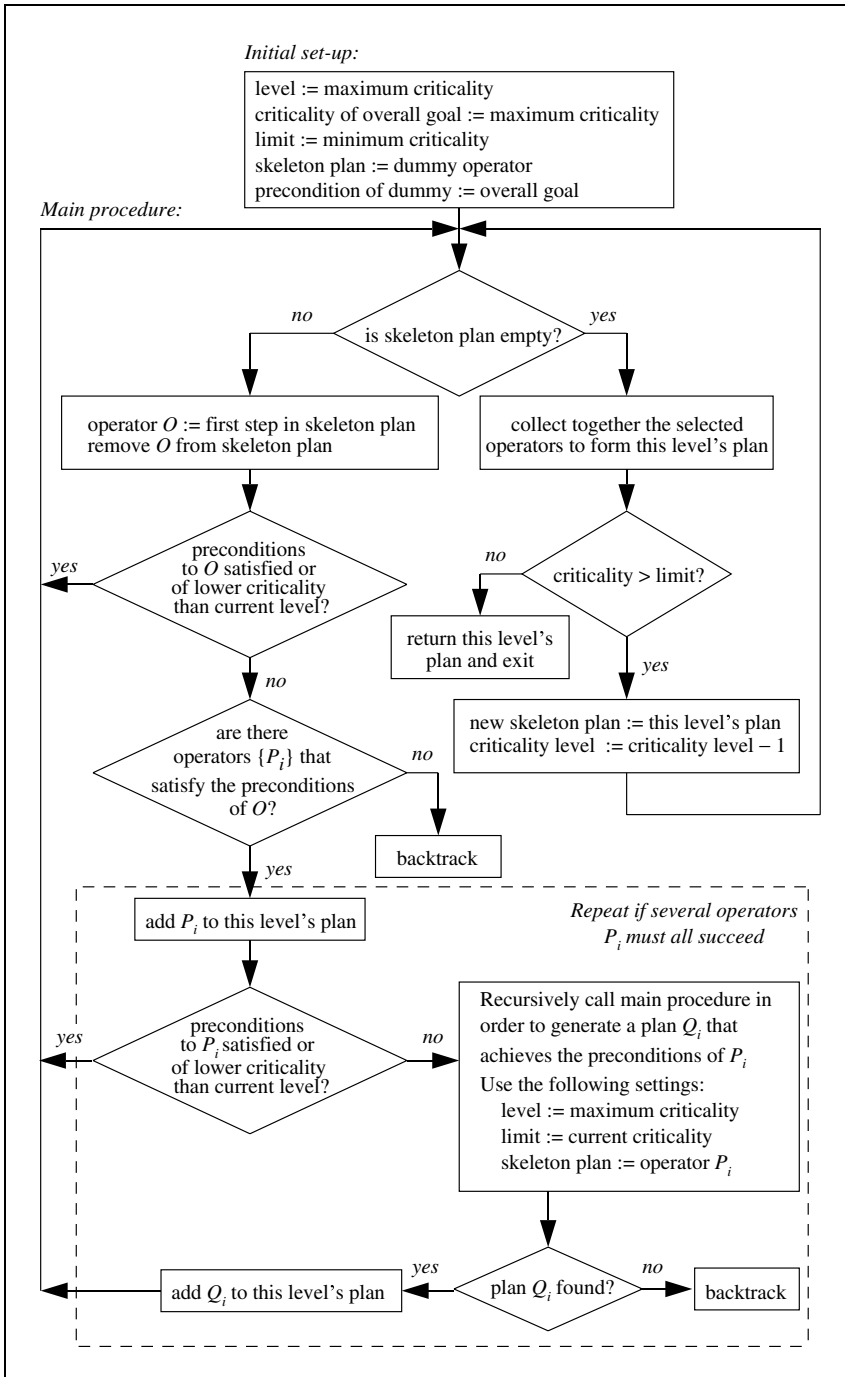 Initial set-up:
level := maximum criticality
criticality of overall goal := maximum criticality
limit := minimum criticality
skeleton plan := dummy operator
precondition of dummy := overall goal
Main procedure:
is skeleton plan empty?
no
yes
operator O := first step in skeleton plan
remove O from skeleton plan
collect together the selected
operators to form this level's plan
preconditions
to O satisfied or
of lower criticality
than current level?
yes
no
criticality > limit?
no
yes
return this level's
plan and exit
new skeleton plan := this level's plan
criticality level := criticality level – 1
are there
operators {Pi} that
satisfy the preconditions
of O?
no
yes
backtrack
add Pi to this level's plan
Repeat if several operators
Pi must all succeed
preconditions
to Pi satisfied or
of lower criticality
than current level?
yes
no
Recursively call main procedure in
order to generate a plan Qi that
achieves the preconditions of Pi
Use the following settings:
level := maximum criticality
limit := current criticality
skeleton plan := operator Pi
plan Qi found?
yes
no
add Qi to this level's plan
backtrack